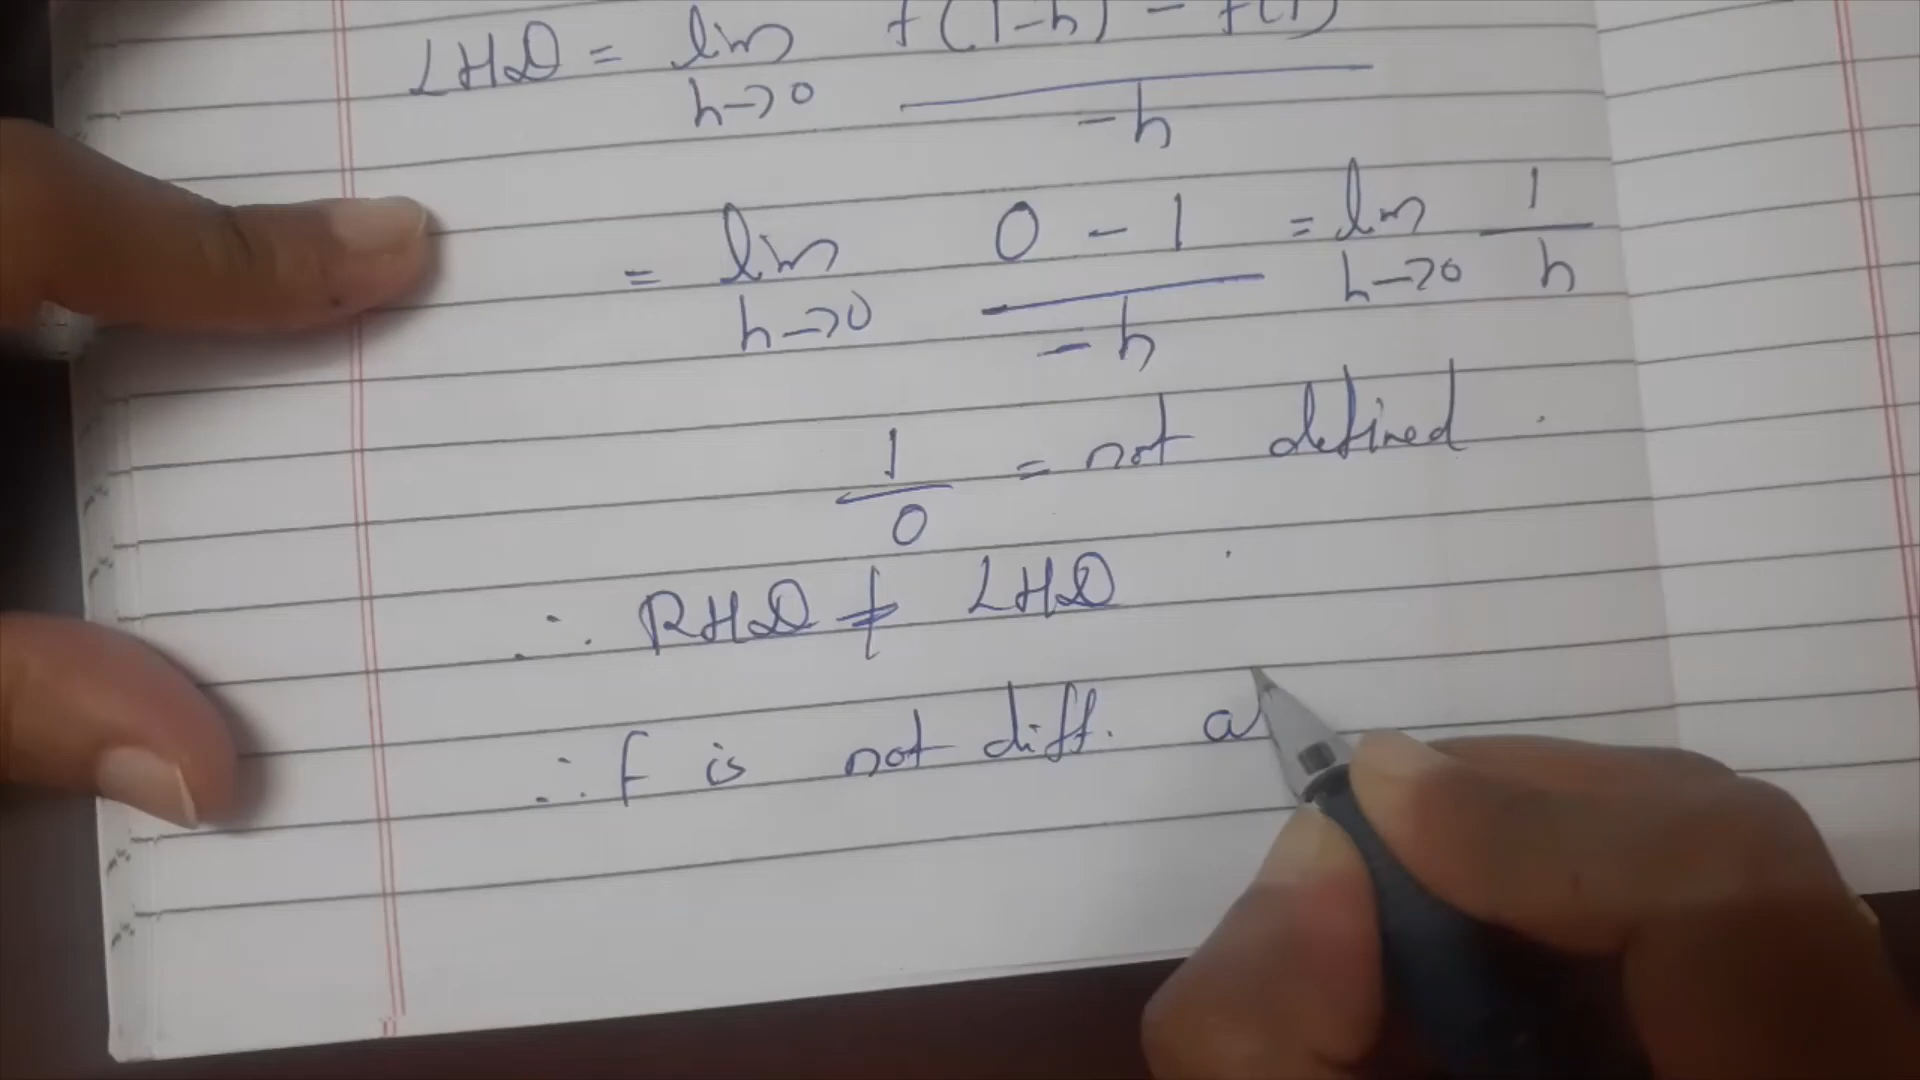 LHD = lim f(1-h) - f(1)
h→0 -h
= lim 0 - 1 = lim 1
h→0 -h h→0 h
1/0 = not defined.
∴ RHD ≠ LHD
∴ f is not diff. a